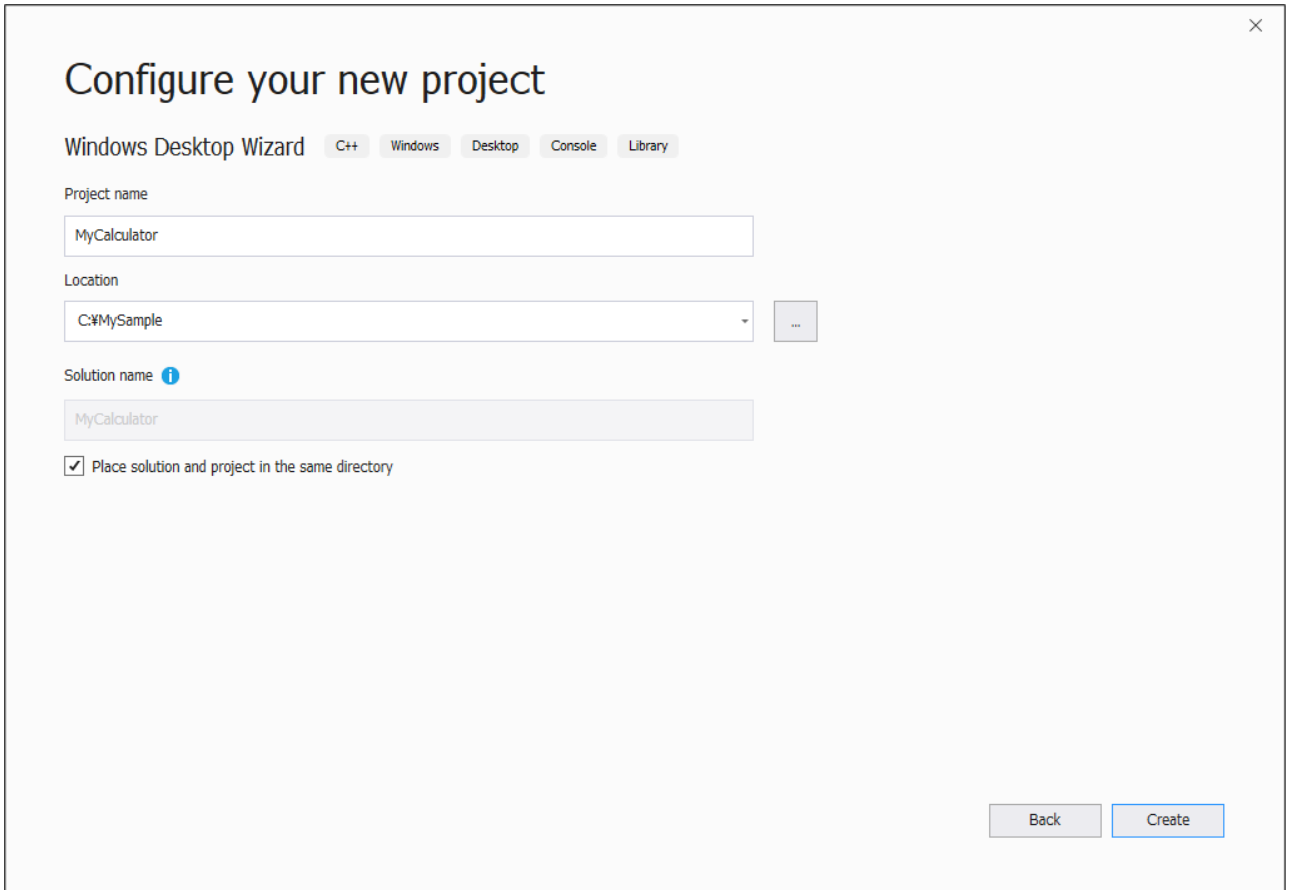 Configure your new project
Windows Desktop Wizard C++ Windows Desktop Console Library
Project name
MyCalculator
Location
C:¥MySample
...
Solution name i
MyCalculator
Place solution and project in the same directory
Back Create